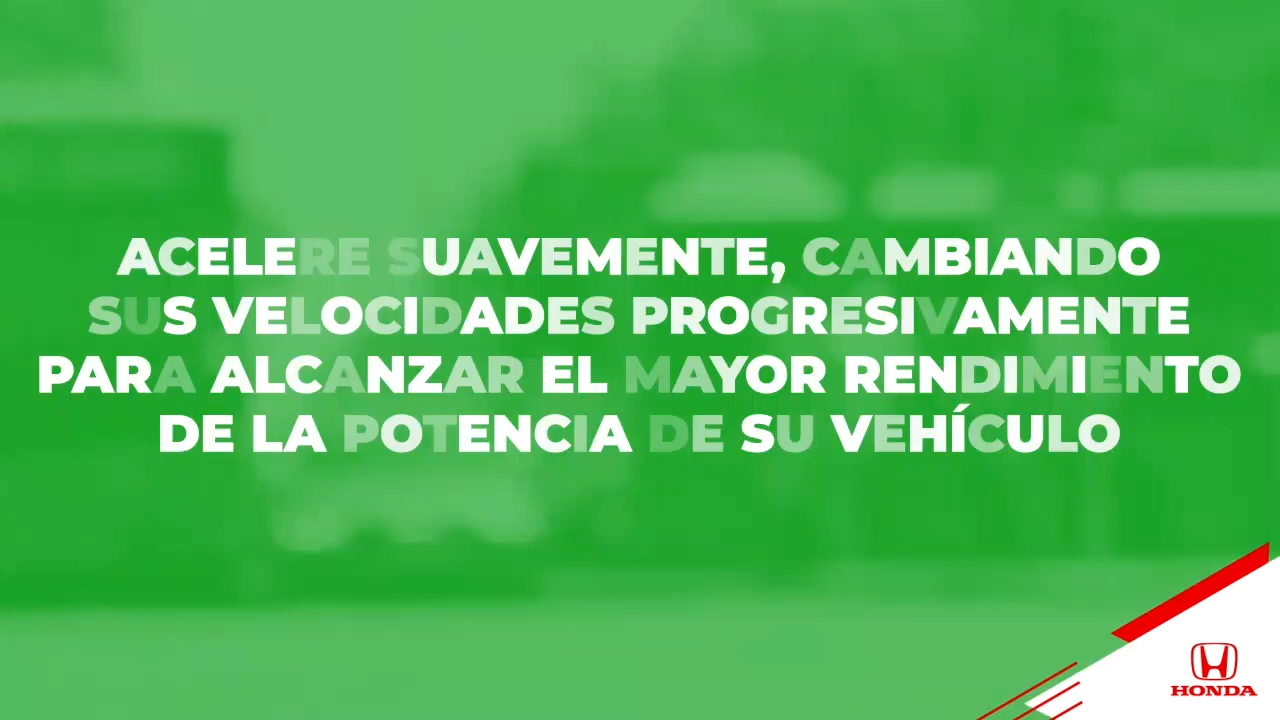 ACELERE SUAVEMENTE, CAMBIANDO
SUS VELOCIDADES PROGRESIVAMENTE
PARA ALCANZAR EL MAYOR RENDIMIENTO
DE LA POTENCIA DE SU VEHÍCULO
HONDA